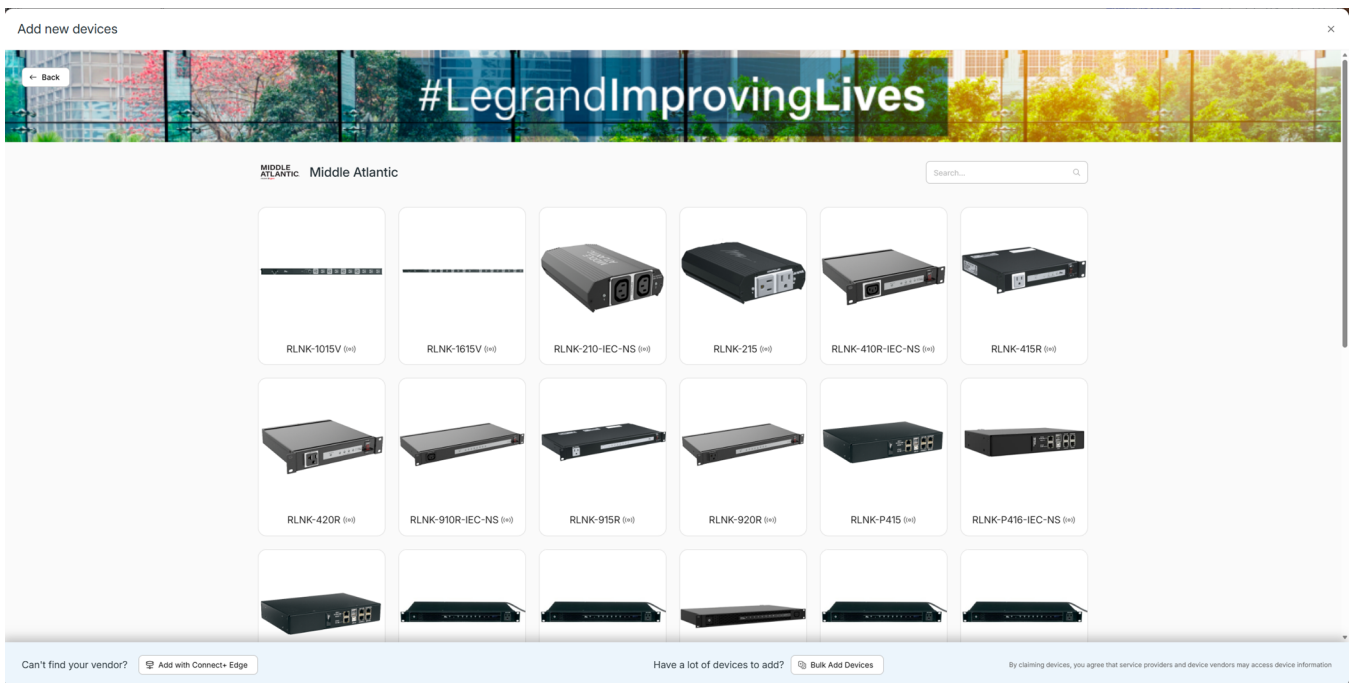 Add new devices
Back
#LegrandImprovingLives
MIDDLE
ATLANTIC
Middle Atlantic
Search...
RLNK-1015V
RLNK-1615V
RLNK-210-IEC-NS
RLNK-215
RLNK-410R-IEC-NS
RLNK-415R
RLNK-420R
RLNK-910R-IEC-NS
RLNK-915R
RLNK-920R
RLNK-P415
RLNK-P416-IEC-NS
Can't find your vendor?
Add with Connect+ Edge
Have a lot of devices to add?
Bulk Add Devices
By claiming devices, you agree that service providers and device vendors may access device information